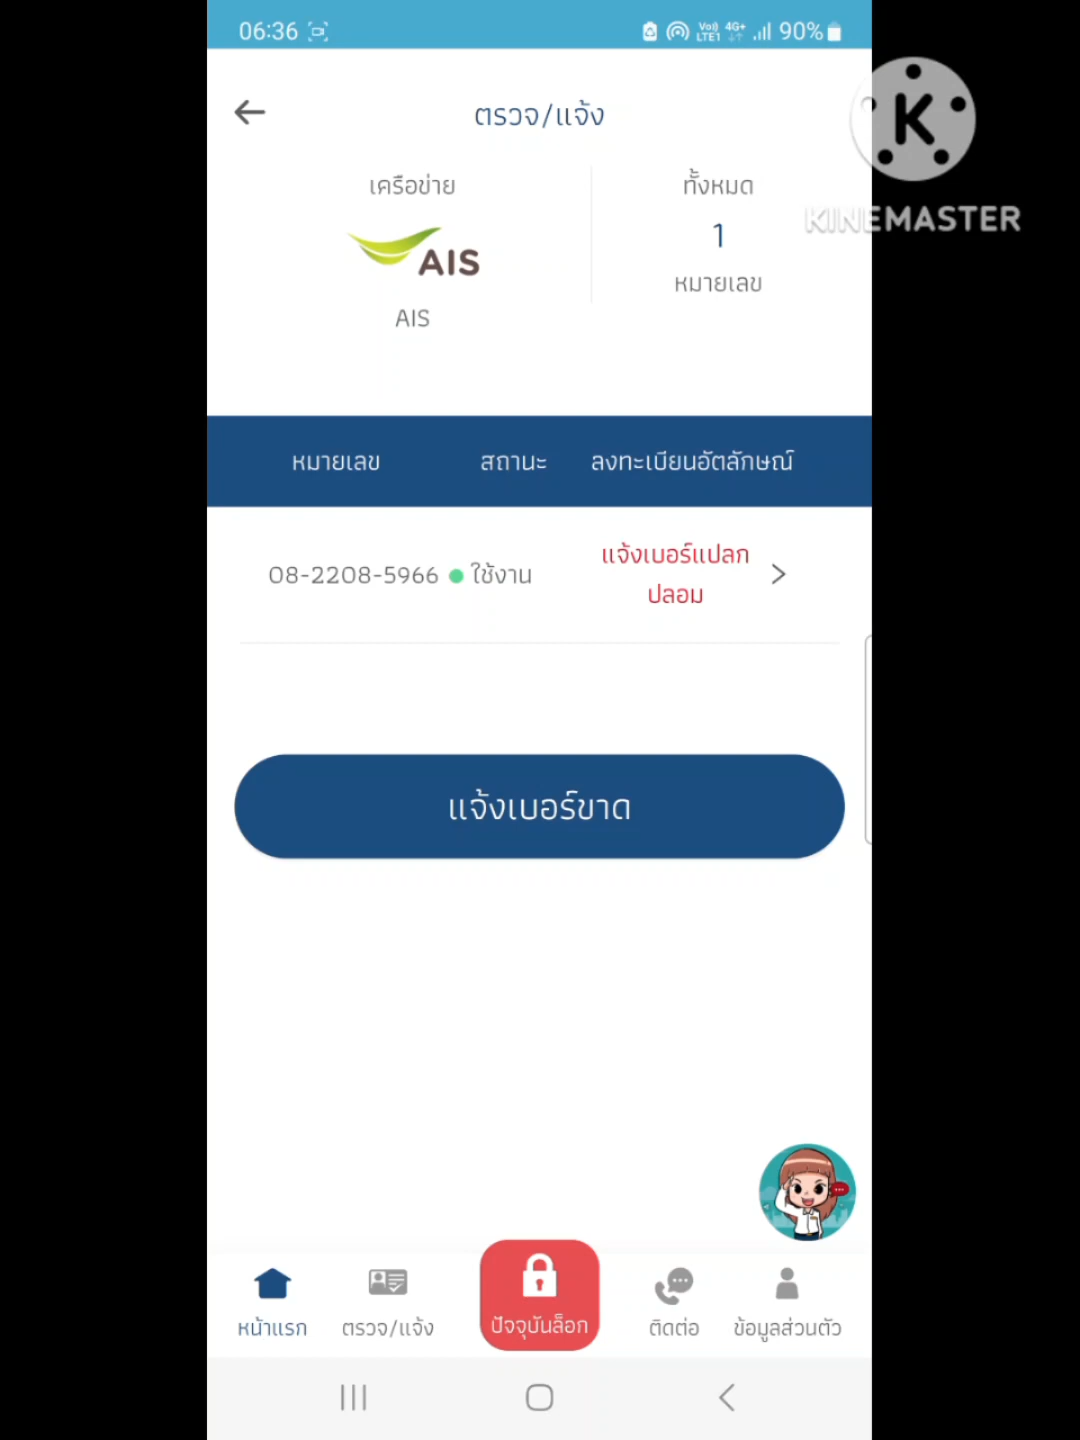 06:36
Vo))
LTE1
4G+
90%
ตรวจ/แจ้ง
K
KINEMASTER
เครือข่าย
ทั้งหมด
AIS
1
หมายเลข
AIS
หมายเลข
สถานะ
ลงทะเบียนอัตลักษณ์
08-2208-5966
ใช้งาน
แจ้งเบอร์แปลก
ปลอม
แจ้งเบอร์ขาด
หน้าแรก
ตรวจ/แจ้ง
ปัจจุบันล็อก
ติดต่อ
ข้อมูลส่วนตัว